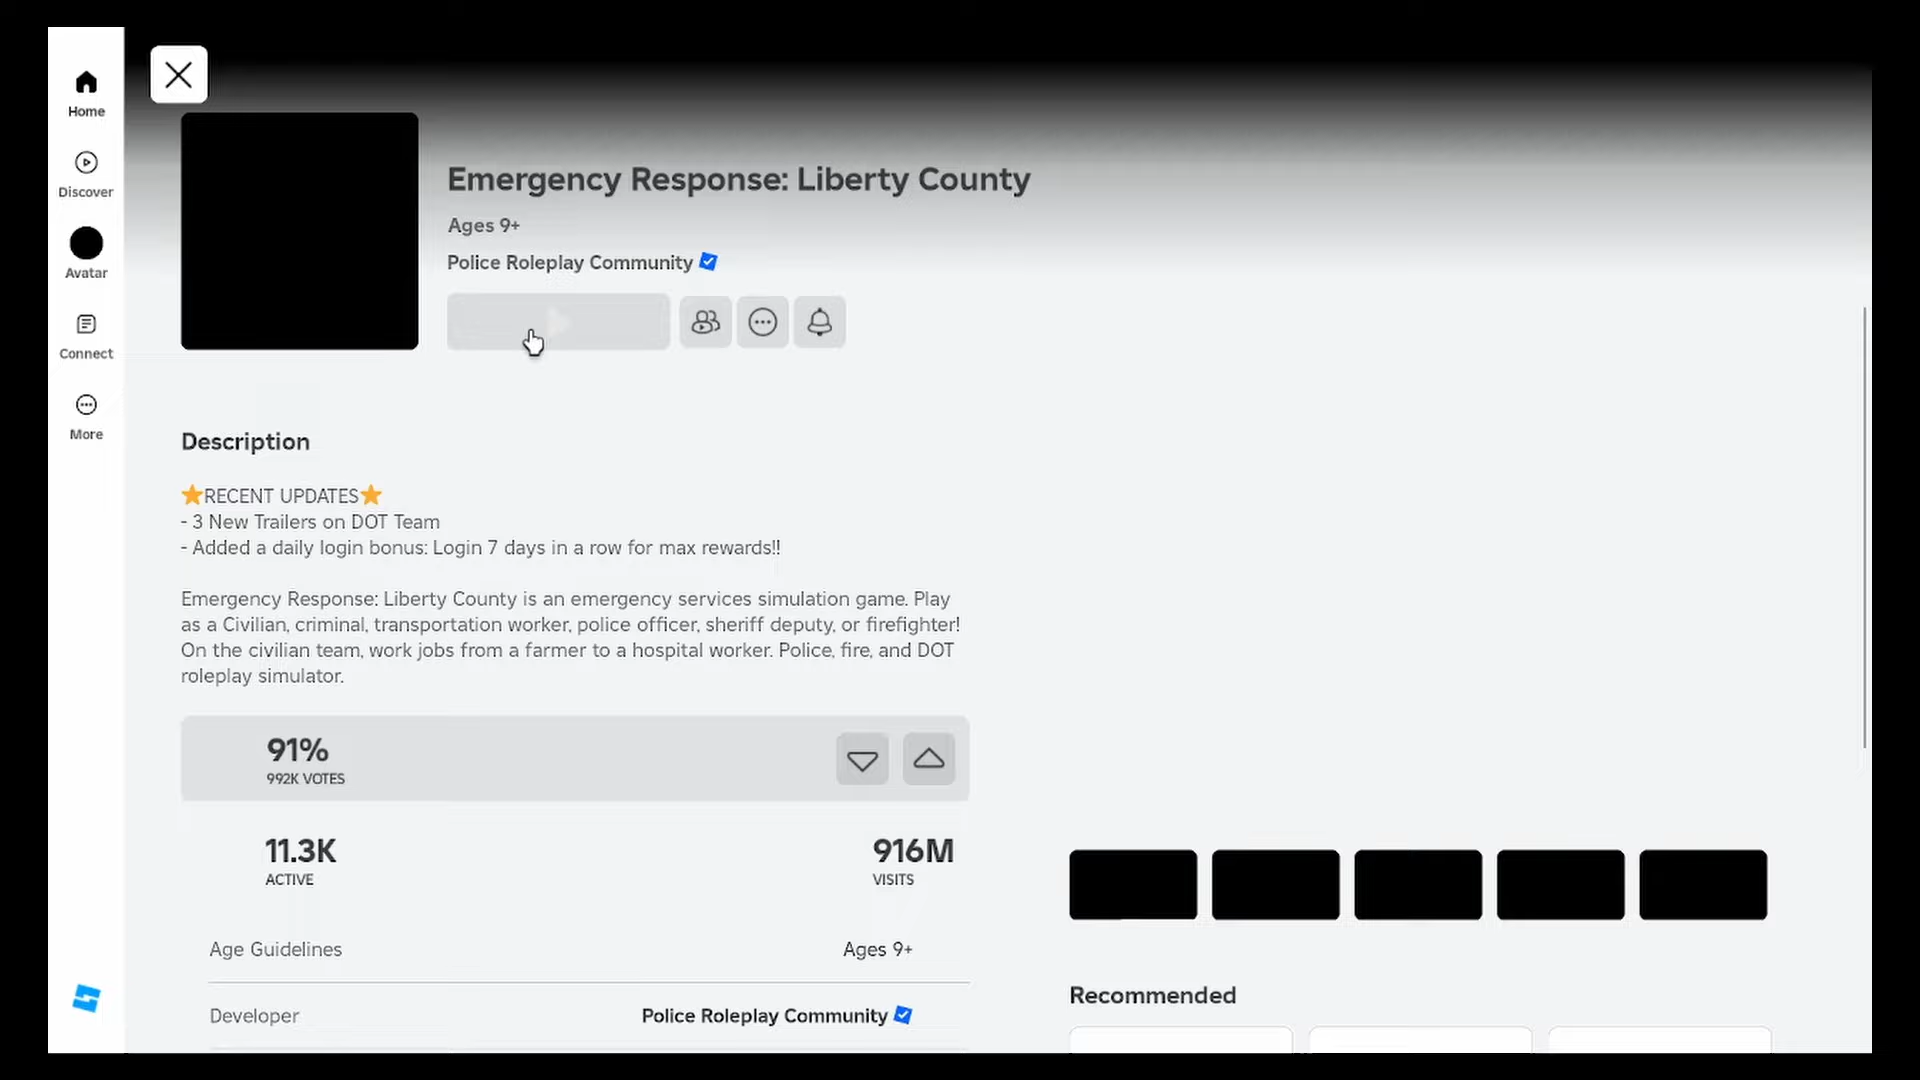 Home
Discover
Avatar
Connect
More
Emergency Response: Liberty County
Ages 9+
Police Roleplay Community
Description
⭐RECENT UPDATES⭐
- 3 New Trailers on DOT Team
- Added a daily login bonus: Login 7 days in a row for max rewards!!
Emergency Response: Liberty County is an emergency services simulation game. Play
as a Civilian, criminal, transportation worker, police officer, sheriff deputy, or firefighter!
On the civilian team, work jobs from a farmer to a hospital worker. Police, fire, and DOT
roleplay simulator.
91%
992K VOTES
11.3K
ACTIVE
916M
VISITS
Age Guidelines
Ages 9+
Developer
Police Roleplay Community
Recommended